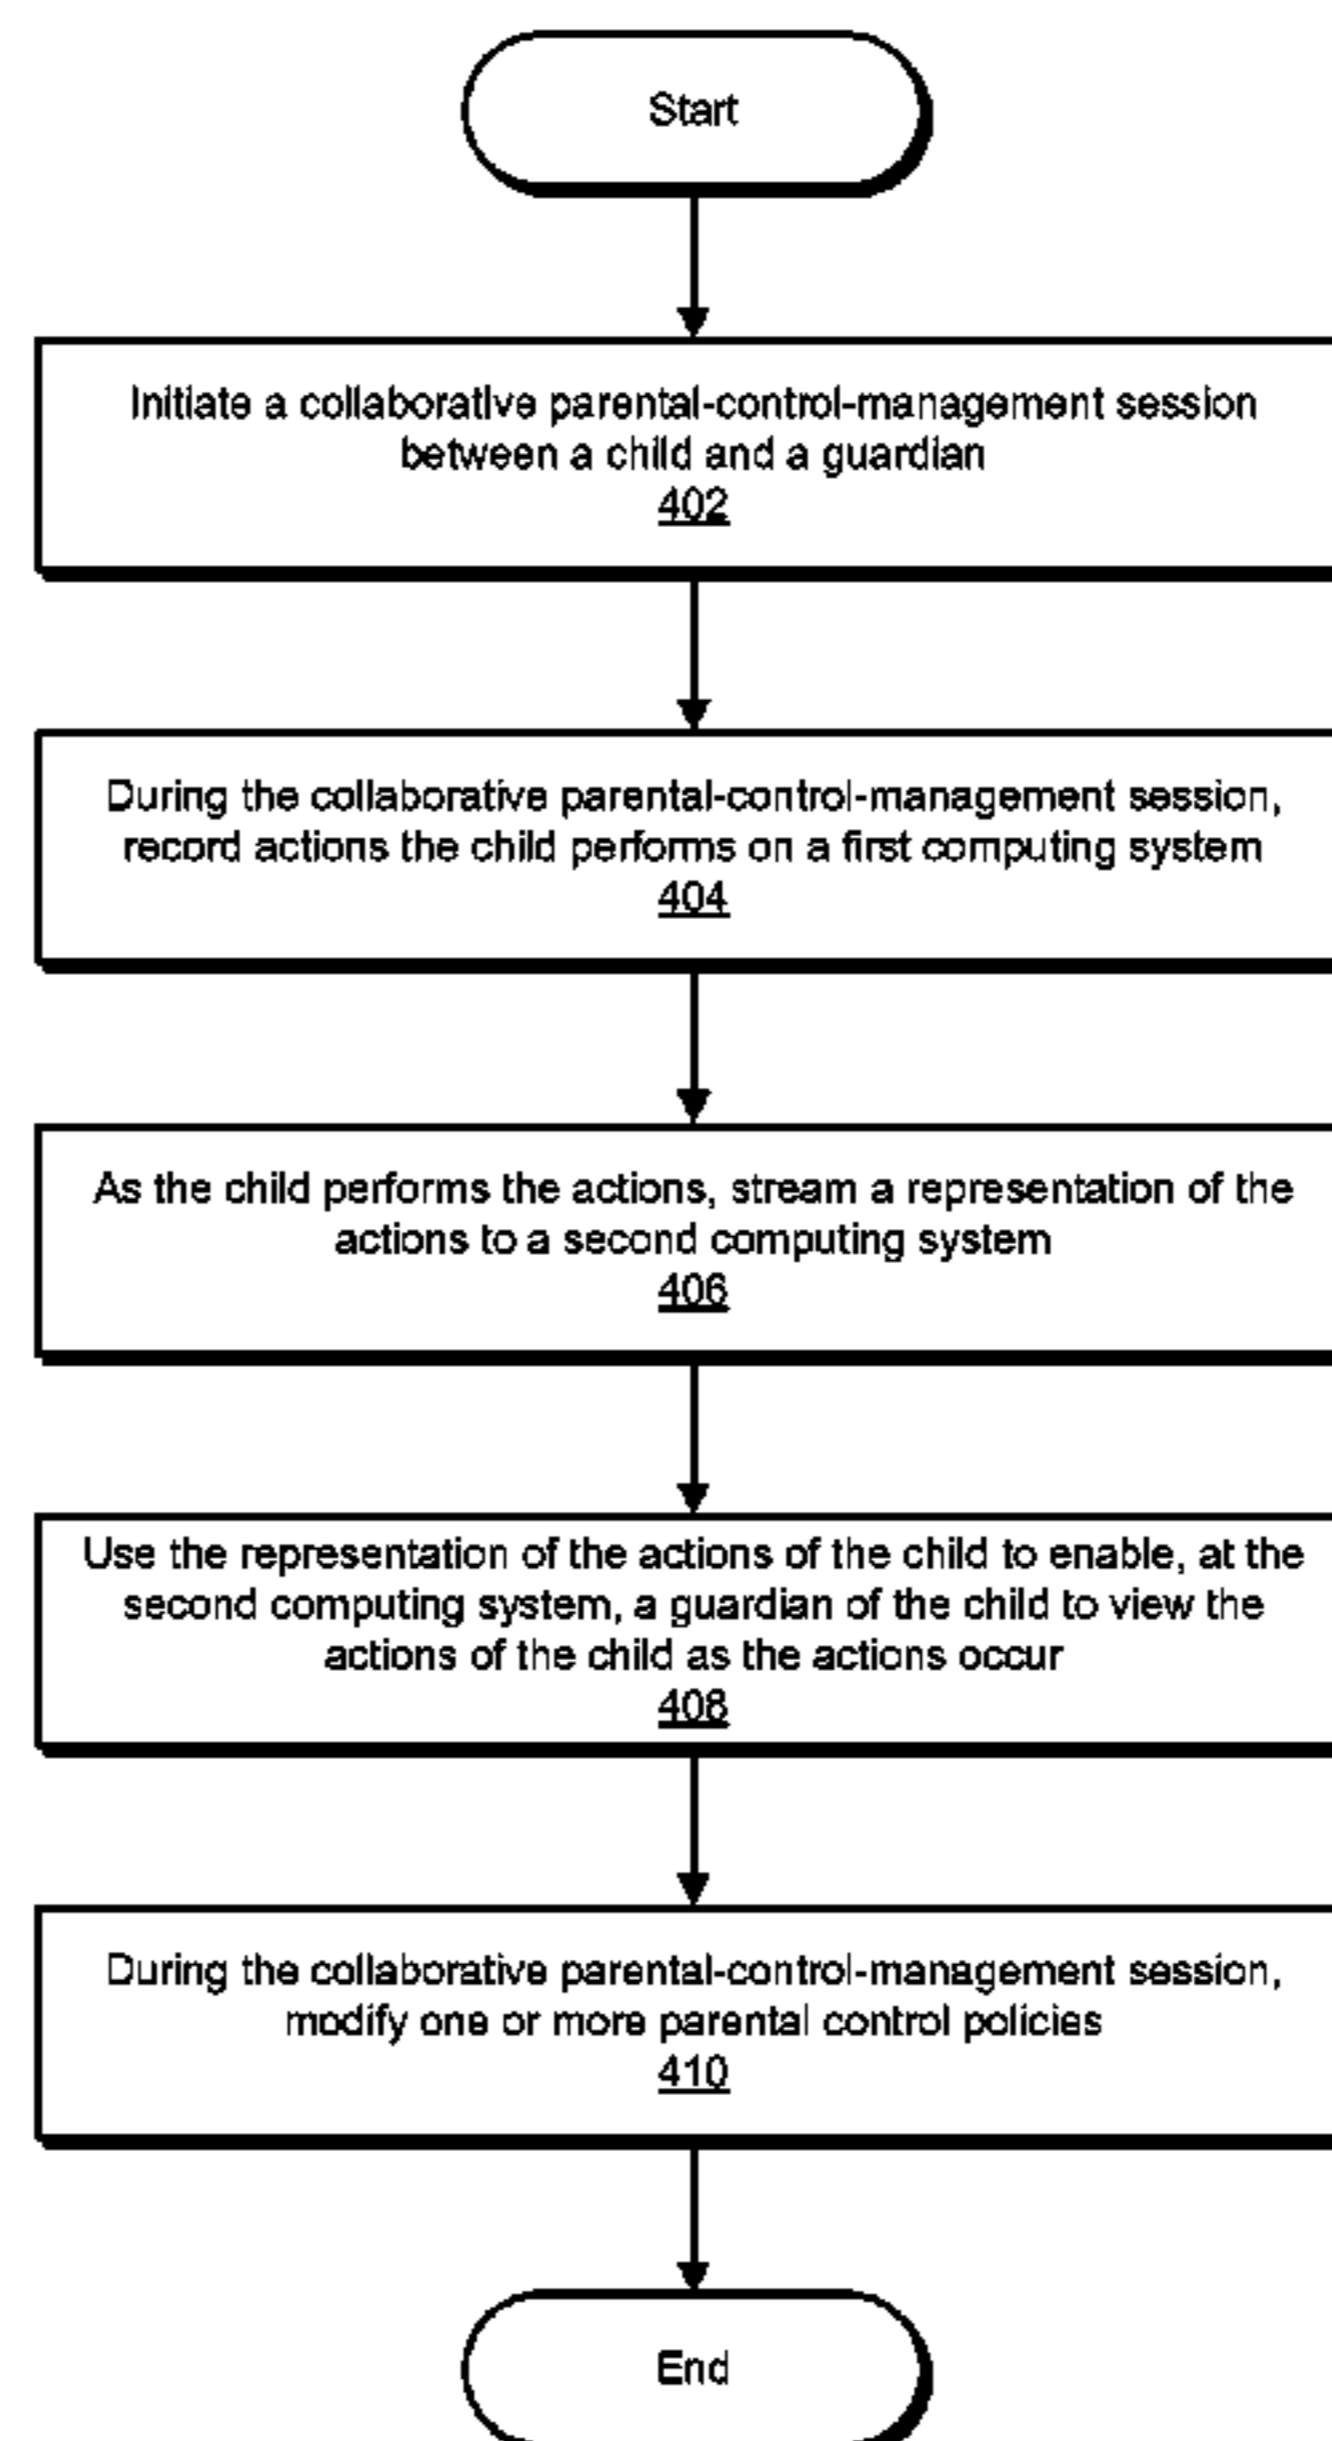 Start
Initiate a collaborative parental-control-management session
between a child and a guardian
402
During the collaborative parental-control-management session,
record actions the child performs on a first computing system
404
As the child performs the actions, stream a representation of the
actions to a second computing system
406
Use the representation of the actions of the child to enable, at the
second computing system, a guardian of the child to view the
actions of the child as the actions occur
408
During the collaborative parental-control-management session,
modify one or more parental control policies
410
End